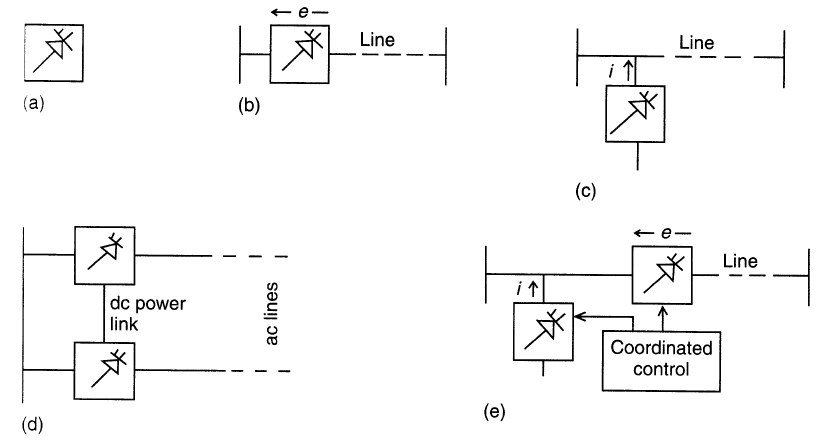 (a)
← e –
Line
(b)
Line
i ↑
(c)
dc power
link
ac lines
(d)
← e –
Line
i ↑
Coordinated
control
(e)